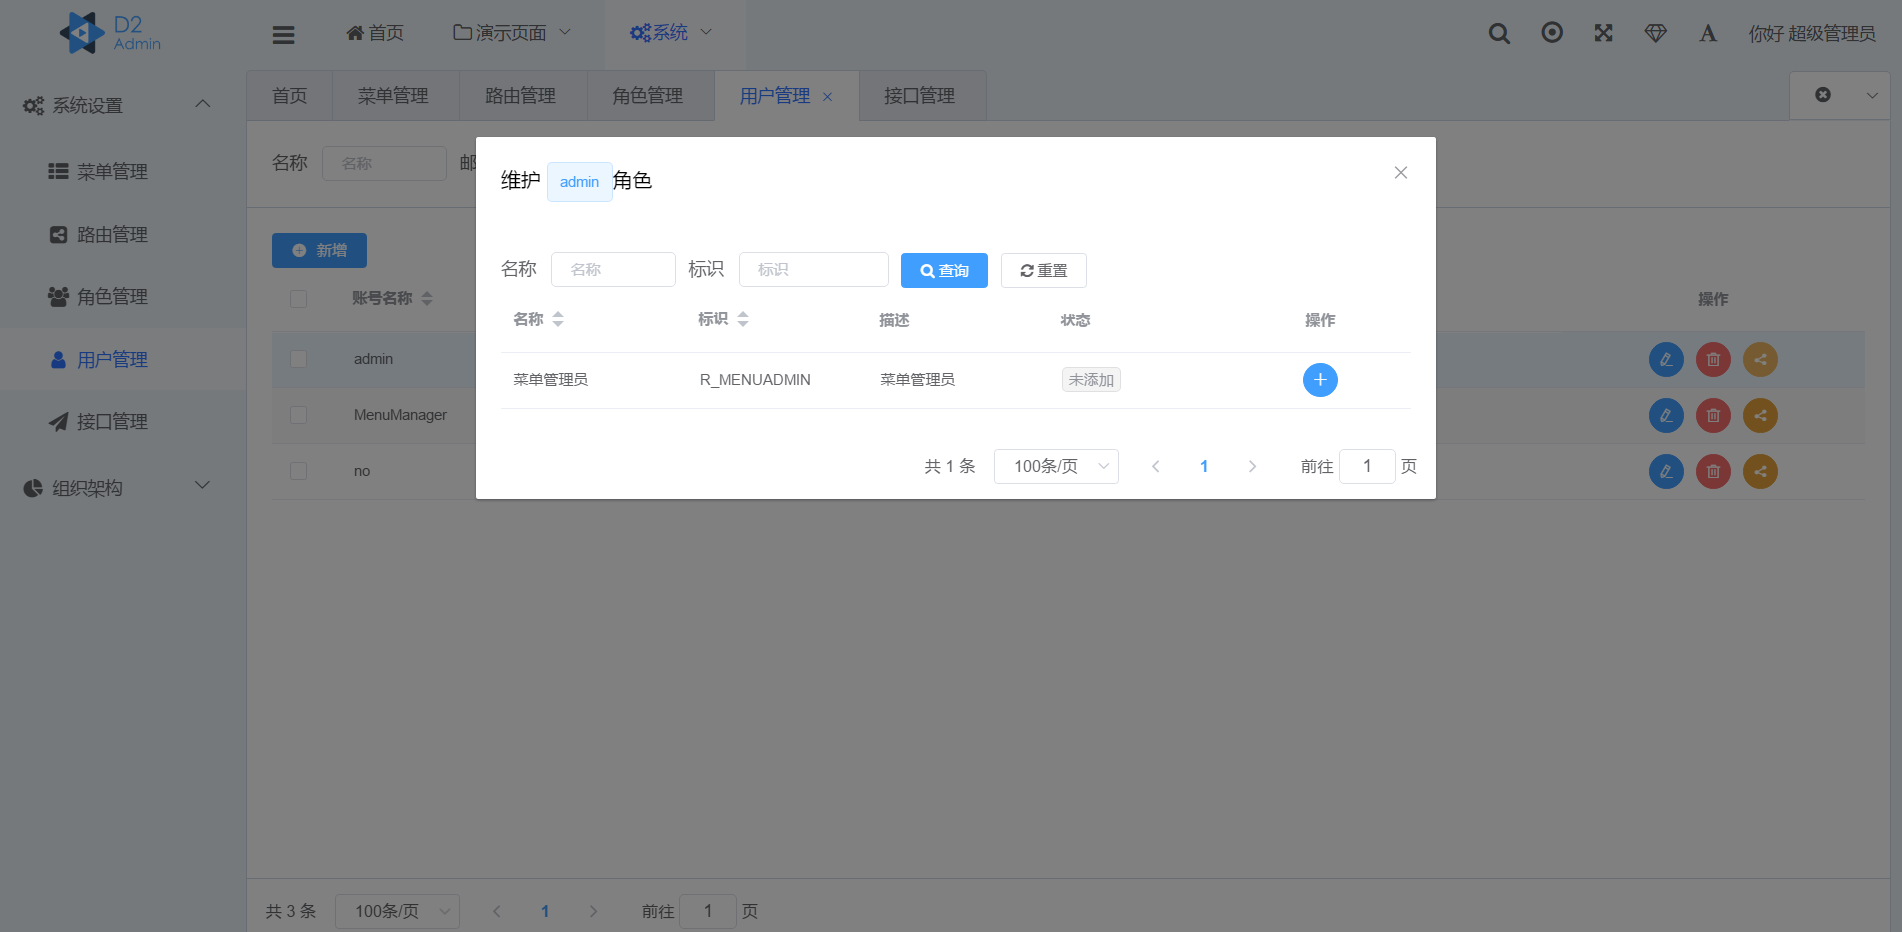 D2
Admin
首页
演示页面
系统
你好 超级管理员
系统设置
菜单管理
路由管理
角色管理
用户管理
接口管理
组织架构
首页
菜单管理
路由管理
角色管理
用户管理
接口管理
名称
名称
邮
新增
账号名称
操作
admin
MenuManager
no
维护 admin 角色
名称
名称
标识
标识
查询
重置
名称
标识
描述
状态
操作
菜单管理员
R_MENUADMIN
菜单管理员
未添加
共 1 条
100条/页
1
前往 1 页
共 3 条
100条/页
1
前往 1 页